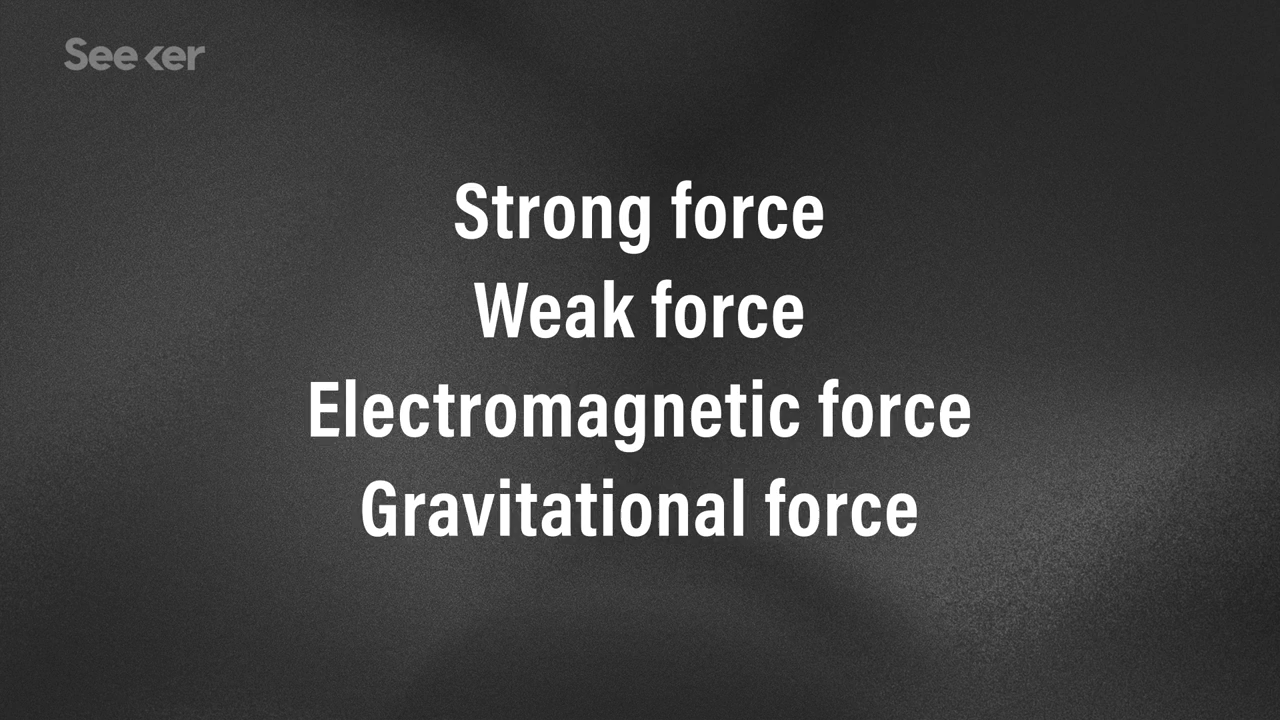 Seeker
Strong force
Weak force
Electromagnetic force
Gravitational force